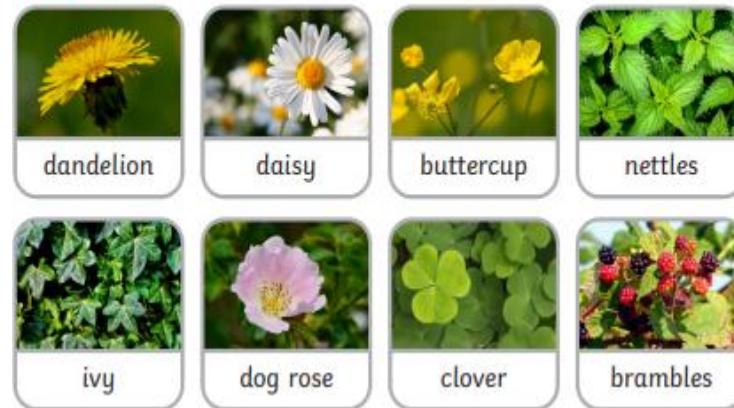 dandelion daisy buttercup nettles
ivy dog rose clover brambles